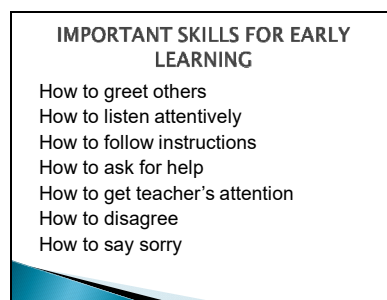 IMPORTANT SKILLS FOR EARLY
LEARNING
How to greet others
How to listen attentively
How to follow instructions
How to ask for help
How to get teacher's attention
How to disagree
How to say sorry